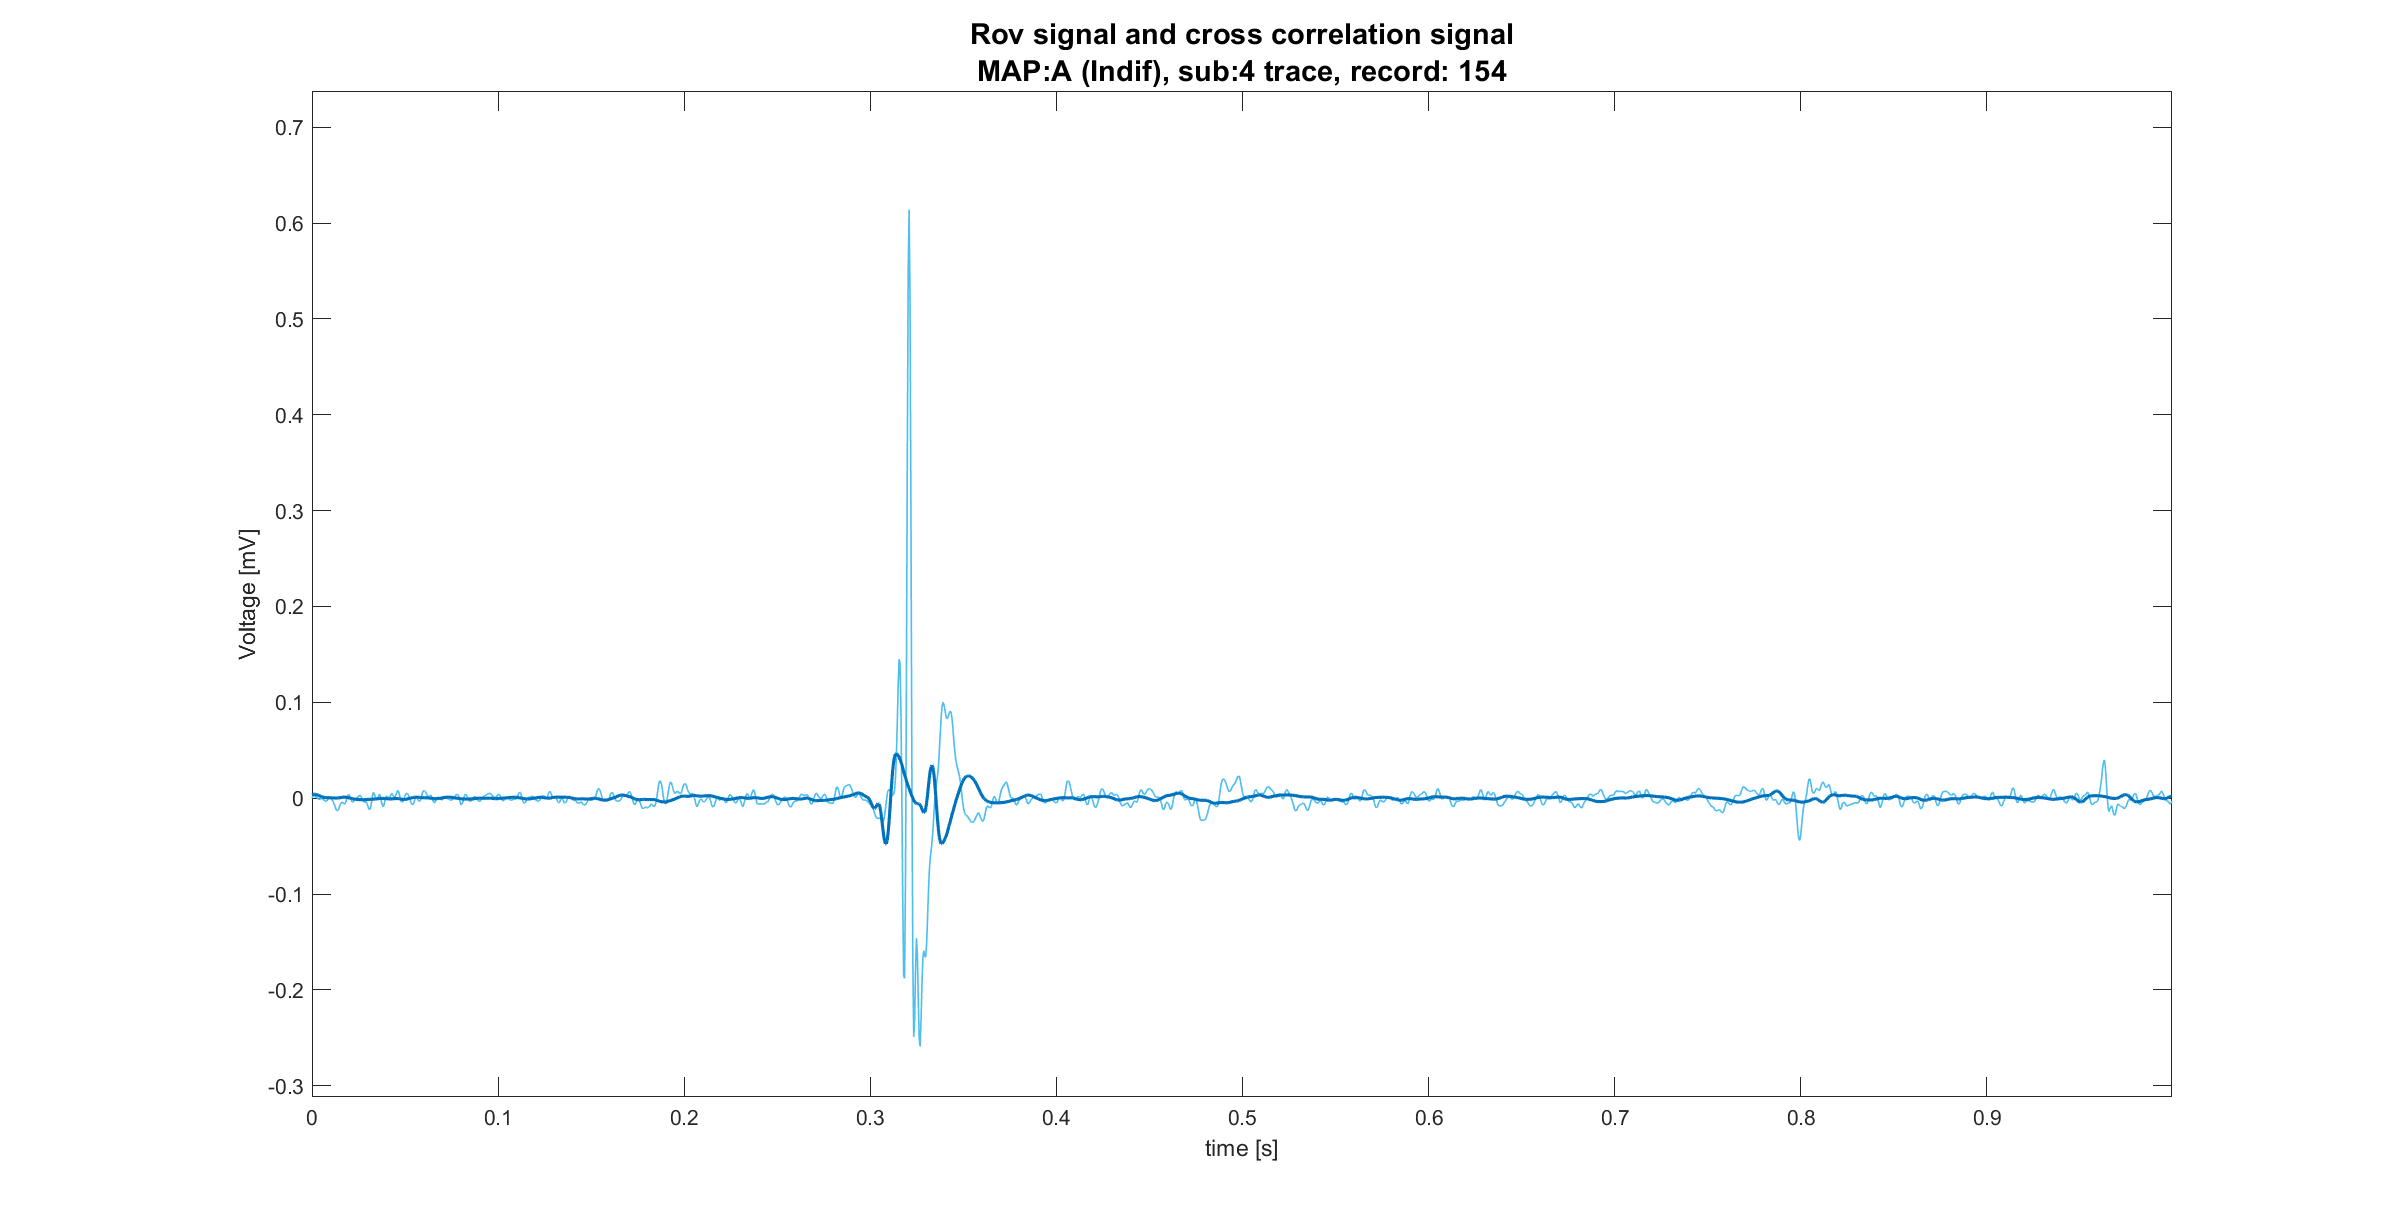 Rov signal and cross correlation signal
MAP:A (Indif), sub:4 trace, record: 154
Voltage [mV]
0.7
0.6
0.5
0.4
0.3
0.2
0.1
0
-0.1
-0.2
-0.3
0 0.1 0.2 0.3 0.4 0.5 0.6 0.7 0.8 0.9
time [s]